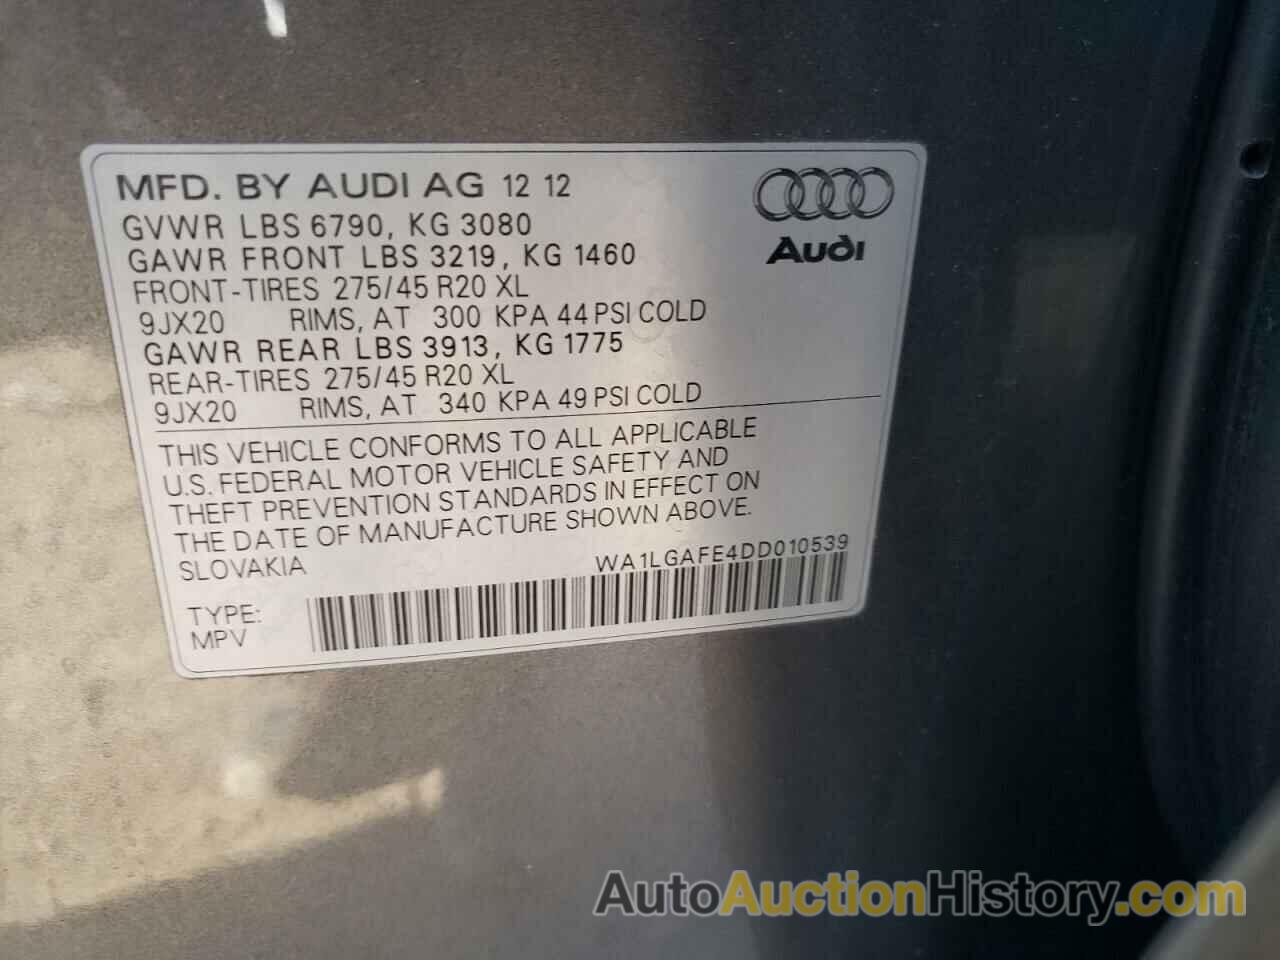 MFD. BY AUDI AG 12 12
GVWR LBS 6790, KG 3080
GAWR FRONT LBS 3219, KG 1460
FRONT-TIRES 275/45 R20 XL
9JX20 RIMS, AT 300 KPA 44 PSI COLD
GAWR REAR LBS 3913, KG 1775
REAR-TIRES 275/45 R20 XL
9JX20 RIMS, AT 340 KPA 49 PSI COLD
Audi
THIS VEHICLE CONFORMS TO ALL APPLICABLE
U.S. FEDERAL MOTOR VEHICLE SAFETY AND
THEFT PREVENTION STANDARDS IN EFFECT ON
THE DATE OF MANUFACTURE SHOWN ABOVE.
SLOVAKIA WA1LGAFE4DD010539
TYPE:
MPV
AutoAuctionHistory.com